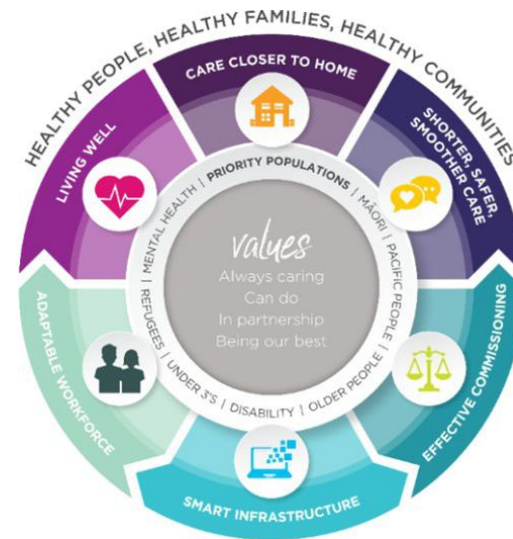 HEALTHY PEOPLE, HEALTHY FAMILIES, HEALTHY COMMUNITIES
CARE CLOSER TO HOME
SHORTER, SAFER,
SMOOTHER CARE
EFFECTIVE COMMISSIONING
SMART INFRASTRUCTURE
ADAPTABLE WORKFORCE
LIVING WELL
PRIORITY POPULATIONS | MĀORI | PACIFIC PEOPLE | OLDER PEOPLE | DISABILITY | UNDER 3'S | REFUGEES | MENTAL HEALTH |
values
Always caring
Can do
In partnership
Being our best